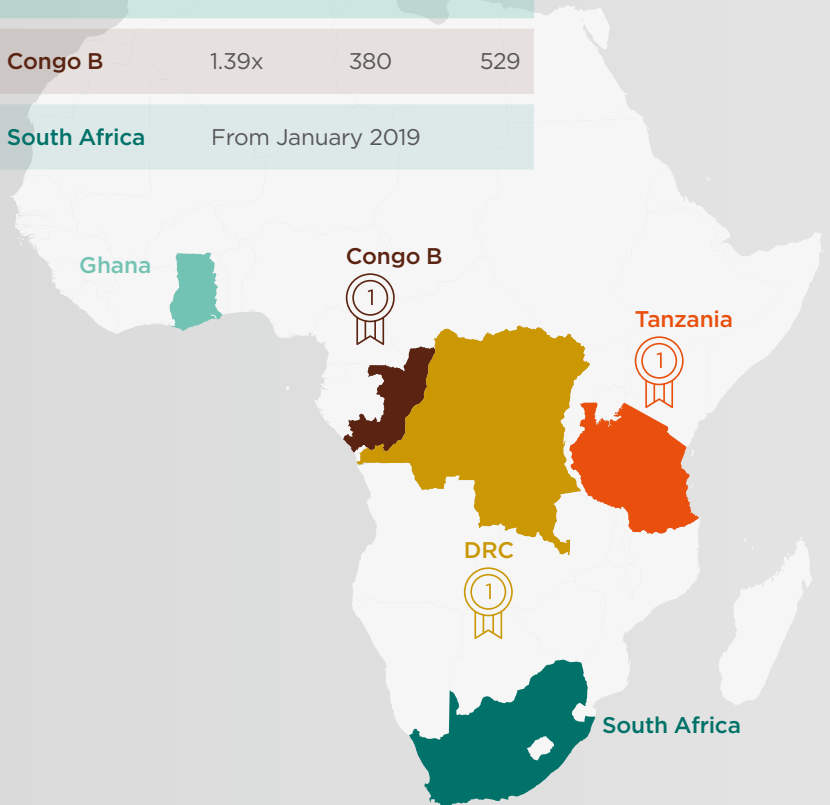 Congo B 1.39x 380 529
South Africa From January 2019
Ghana
Congo B
1
Tanzania
1
DRC
1
South Africa